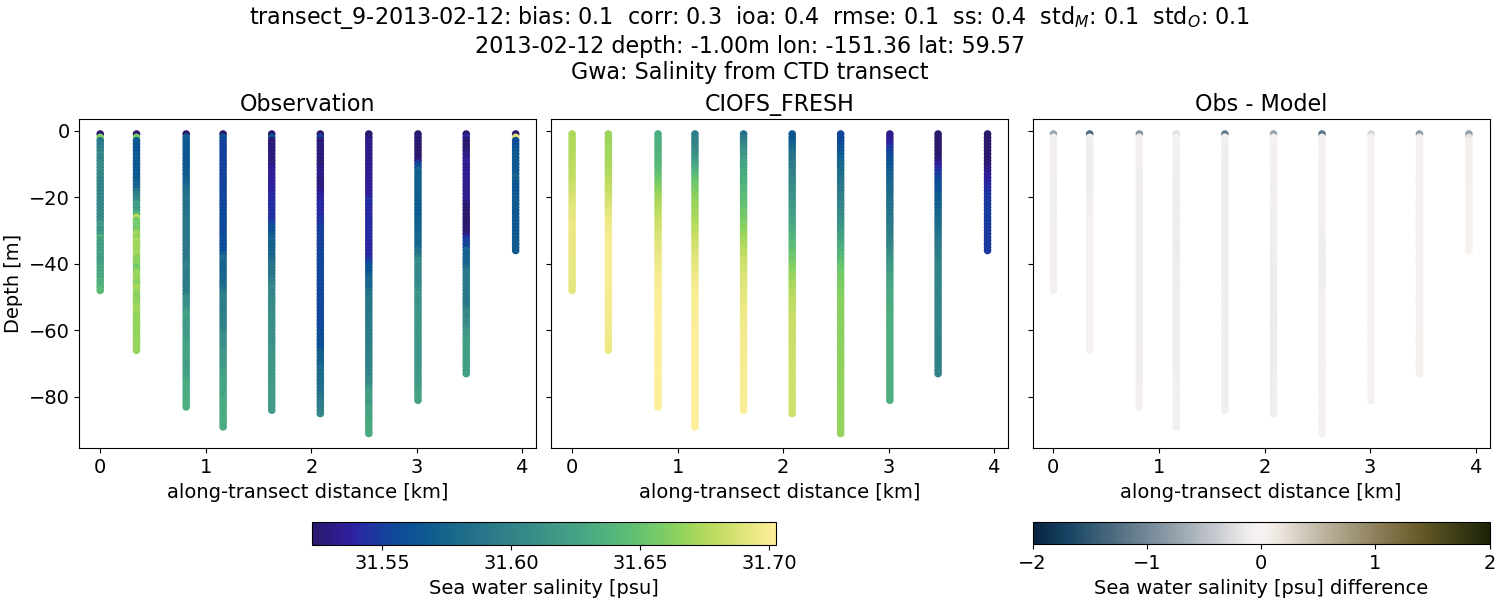 transect_9-2013-02-12: bias: 0.1  corr: 0.3  ioa: 0.4  rmse: 0.1  ss: 0.4  std_M: 0.1  std_O: 0.1
2013-02-12 depth: -1.00m lon: -151.36 lat: 59.57
Gwa: Salinity from CTD transect
Observation
CIOFS_FRESH
Obs - Model
Depth [m]
0
−20
−40
−60
−80
0 1 2 3 4
0 1 2 3 4
0 1 2 3 4
along-transect distance [km]
along-transect distance [km]
along-transect distance [km]
31.55 31.60 31.65 31.70
Sea water salinity [psu]
−2 −1 0 1 2
Sea water salinity [psu] difference